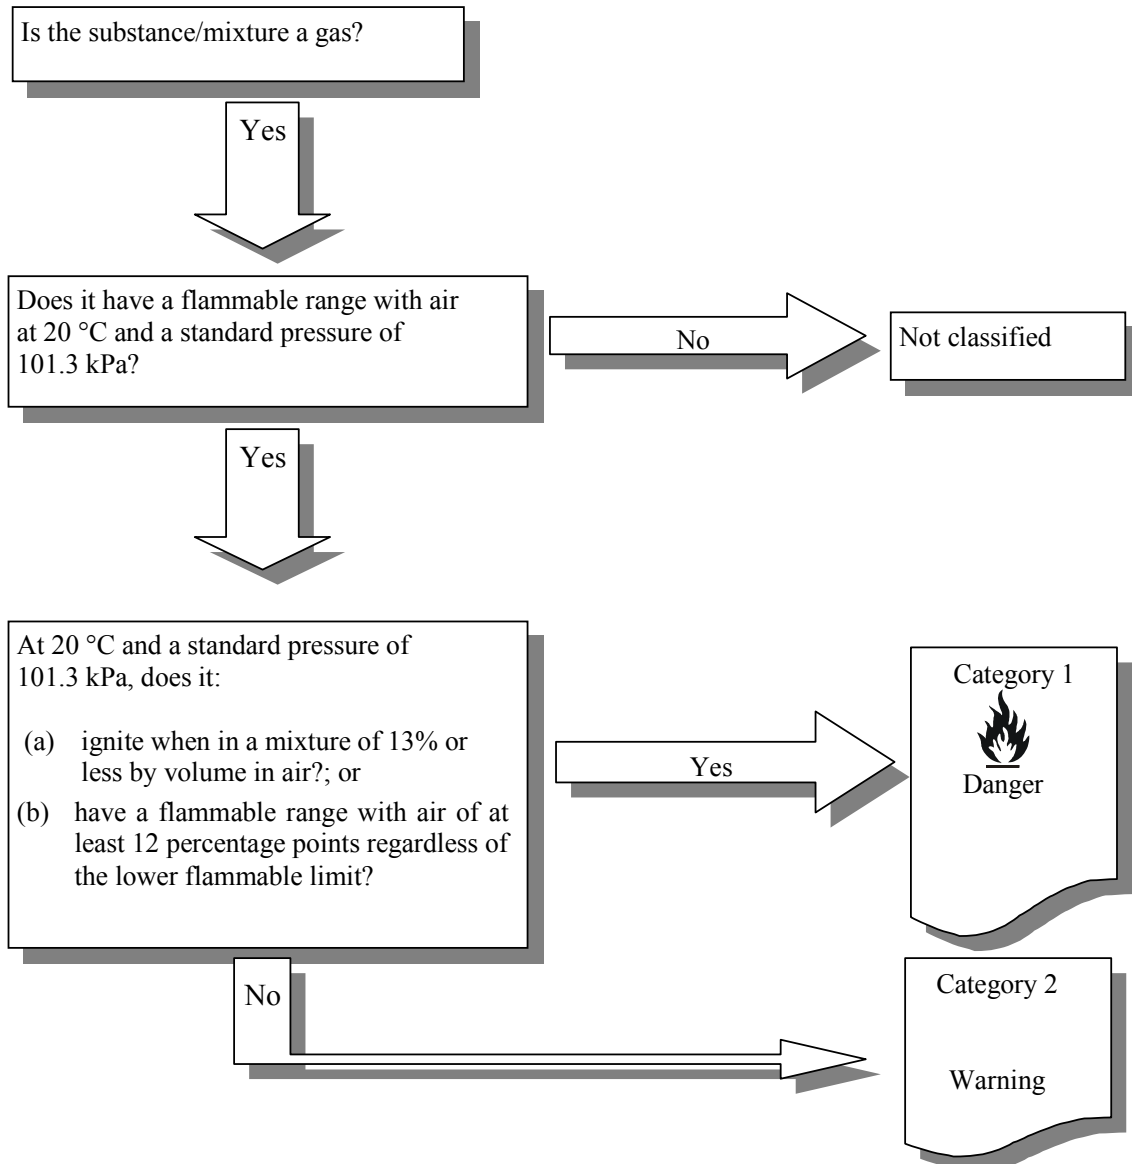 Is the substance/mixture a gas?
Yes
Does it have a flammable range with air
at 20 °C and a standard pressure of
101.3 kPa?
No
Not classified
Yes
At 20 °C and a standard pressure of
101.3 kPa, does it:
(a) ignite when in a mixture of 13% or
less by volume in air?; or
(b) have a flammable range with air of at
least 12 percentage points regardless of
the lower flammable limit?
Yes
Category 1
Danger
No
Category 2
Warning